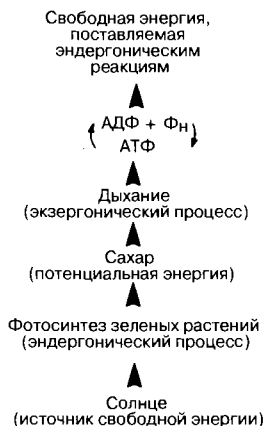 Свободная энергия,
поставляемая
эндергоническим
реакциям
АДФ + Фн
АТФ
Дыхание
(экзергонический процесс)
Сахар
(потенциальная энергия)
Фотосинтез зеленых растений
(эндергонический процесс)
Солнце
(источник свободной энергии)